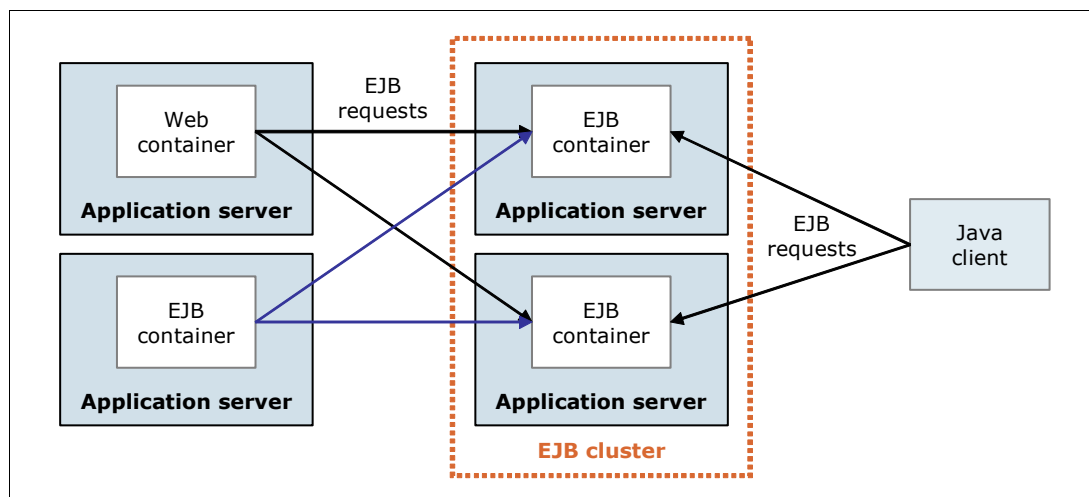 Web
container
Application server
EJB
requests
EJB
container
Application server
EJB
container
Application server
EJB
container
Application server
EJB cluster
EJB
requests
Java
client